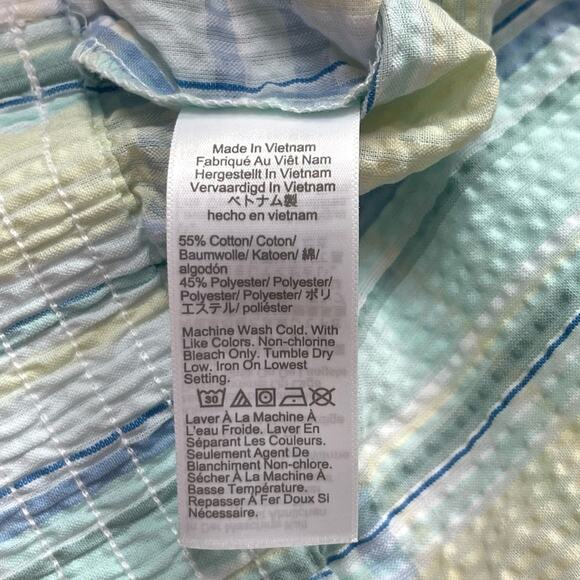 Made In Vietnam
Fabriqué Au Viêt Nam
Hergestellt In Vietnam
Vervaardigd In Vietnam
ベトナム製
hecho en vietnam
55% Cotton/ Coton/
Baumwolle/ Katoen/ 綿/
algodón
45% Polyester/ Polyester/
Polyester/ Polyester/ ポリ
エステル/ poliéster
Machine Wash Cold. With
Like Colors. Non-chlorine
Bleach Only. Tumble Dry
Low. Iron On Lowest
Setting.
30
Laver À La Machine À
L'eau Froide. Laver En
Séparant Les Couleurs.
Seulement Agent De
Blanchiment Non-chlore.
Sécher À La Machine À
Basse Température.
Repasser À Fer Doux Si
Nécessaire.